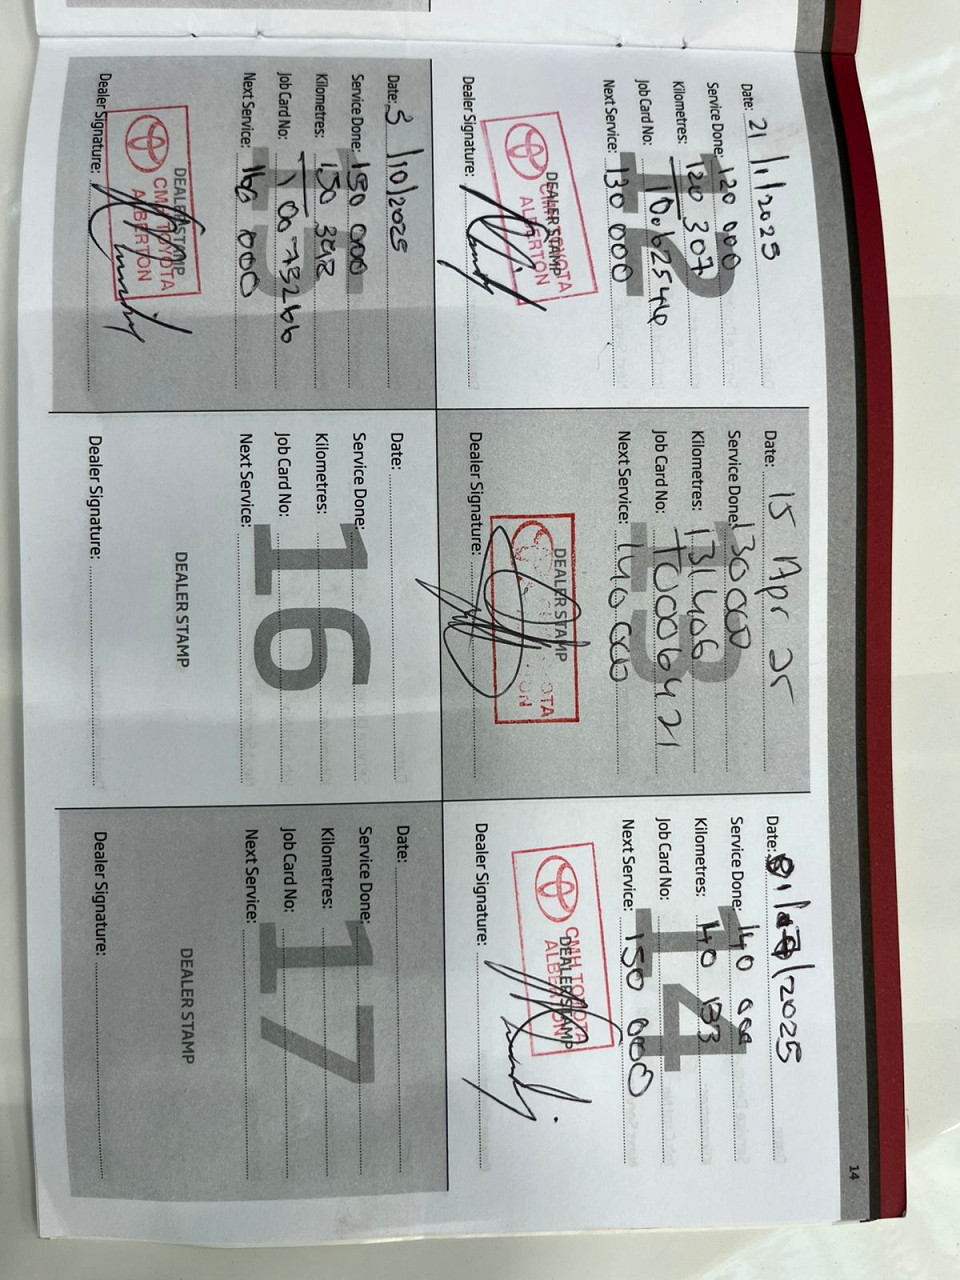 14
Date: 21/1/2025
Service Done: 120 000
Kilometres: 120 307
Job Card No: 10062544
Next Service: 130 000
12
DEALER STAMP
CMH TOYOTA
ALBERTON
Dealer Signature:
Date: 15 Apr 25
Service Done: 130 000
Kilometres: 131406
Job Card No: T0006421
Next Service: 140 000
13
DEALER STAMP
OTA
ON
Dealer Signature:
Date: /2025
Service Done: 140 000
Kilometres: 140 133
Job Card No:
Next Service: 150 000
14
DEALER STAMP
CMH TOYOTA
ALBERTON
Dealer Signature:
Date: 3/10/2025
Service Done: 150 000
Kilometres: 150
Job Card No: 10073266
Next Service: 160 000
15
DEALER STAMP
CMH TOYOTA
ALBERTON
Dealer Signature:
Date:
Service Done:
Kilometres:
Job Card No:
Next Service:
16
DEALER STAMP
Dealer Signature:
Date:
Service Done:
Kilometres:
Job Card No:
Next Service:
17
DEALER STAMP
Dealer Signature: